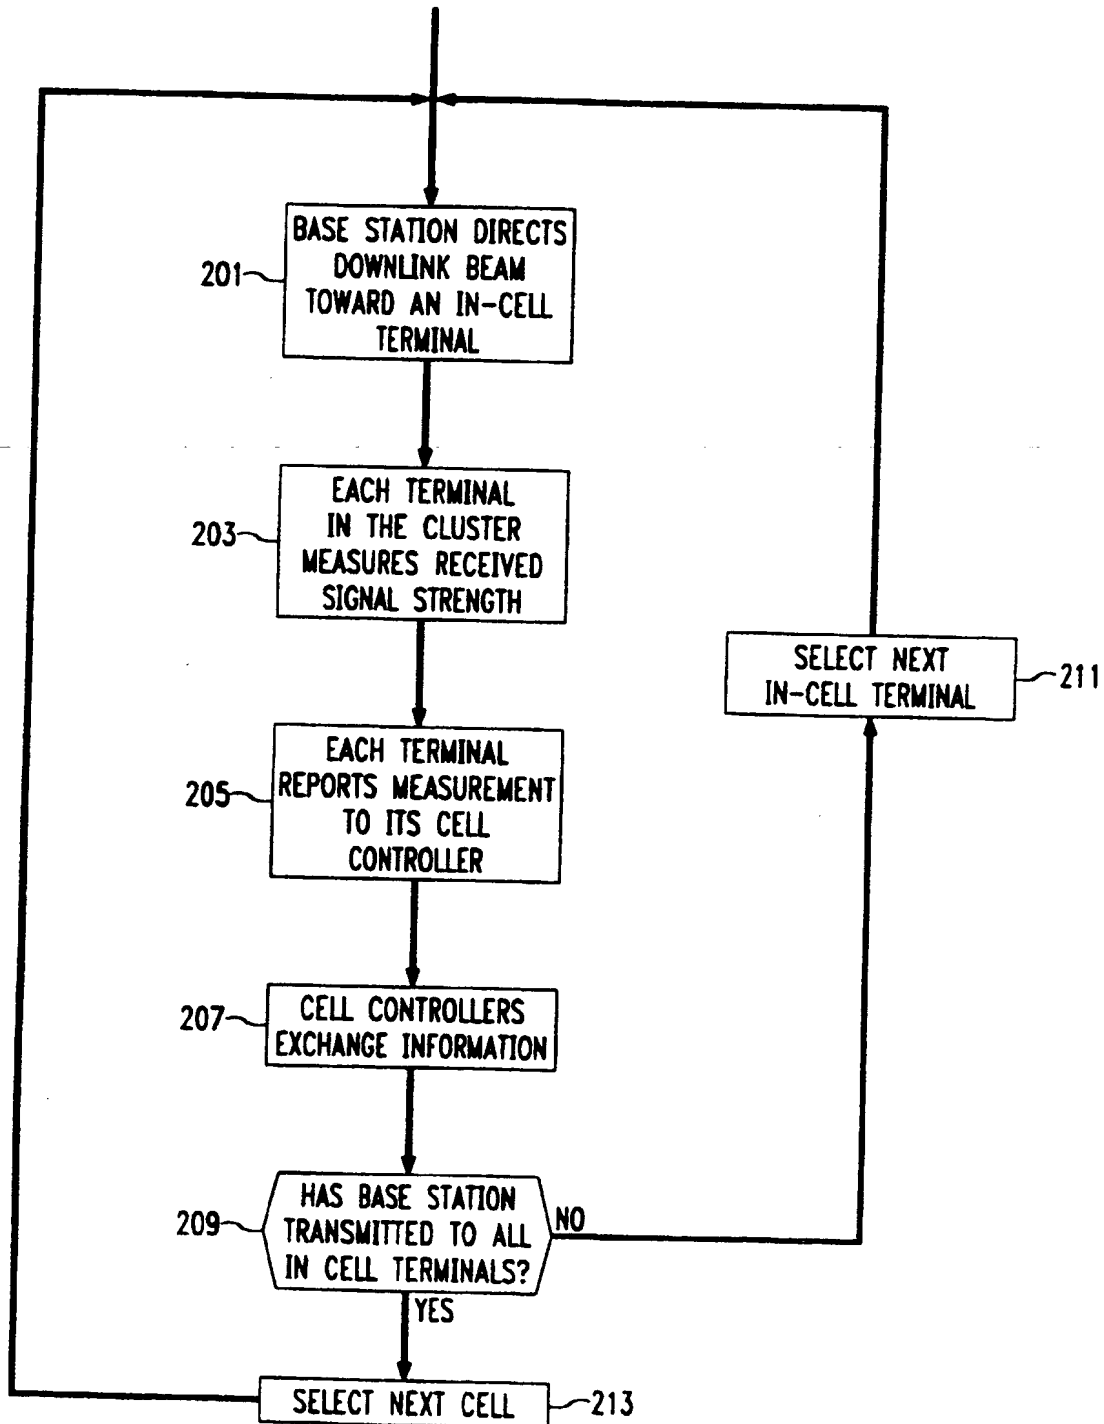 BASE STATION DIRECTS
DOWNLINK BEAM
TOWARD AN IN-CELL
TERMINAL
201
EACH TERMINAL
IN THE CLUSTER
MEASURES RECEIVED
SIGNAL STRENGTH
203
SELECT NEXT
IN-CELL TERMINAL
211
EACH TERMINAL
REPORTS MEASUREMENT
TO ITS CELL
CONTROLLER
205
CELL CONTROLLERS
EXCHANGE INFORMATION
207
HAS BASE STATION
TRANSMITTED TO ALL
IN CELL TERMINALS?
209
NO
YES
SELECT NEXT CELL
213